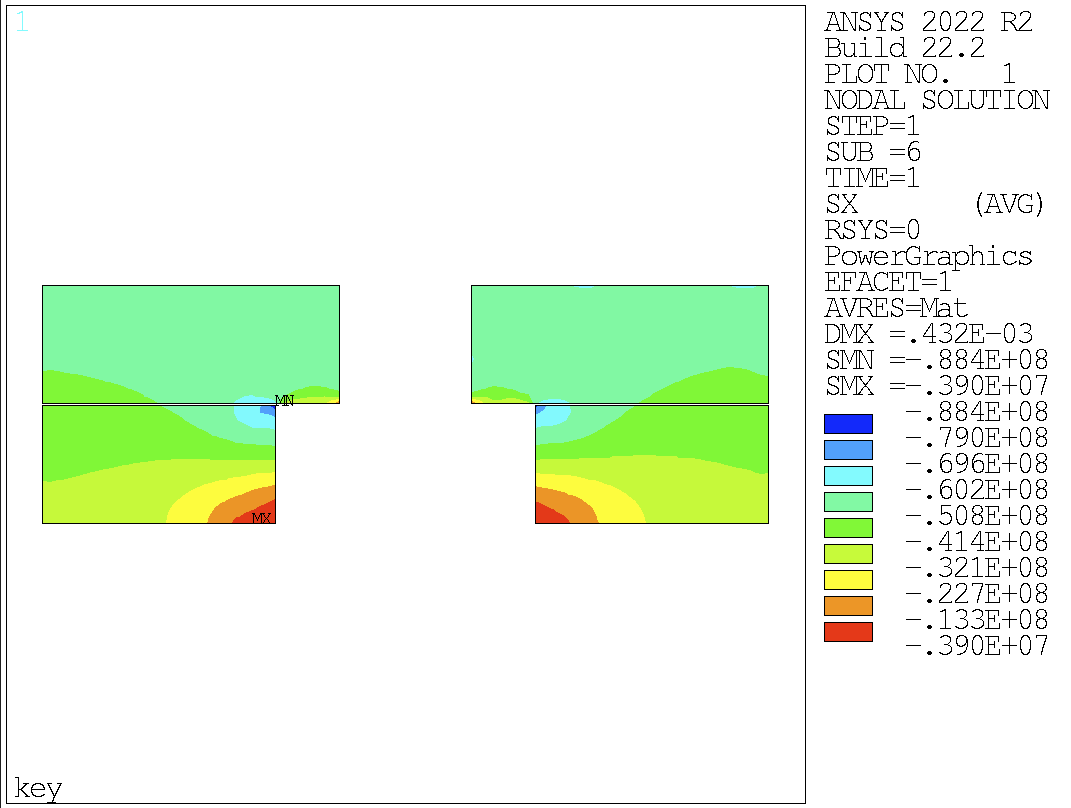 1
ANSYS 2022 R2
Build 22.2
PLOT NO.   1
NODAL SOLUTION
STEP=1
SUB =6
TIME=1
SX       (AVG)
RSYS=0
PowerGraphics
EFACET=1
AVRES=Mat
DMX =.432E-03
SMN =-.884E+08
SMX =-.390E+07
-.884E+08
-.790E+08
-.696E+08
-.602E+08
-.508E+08
-.414E+08
-.321E+08
-.227E+08
-.133E+08
-.390E+07
MN
MX
key